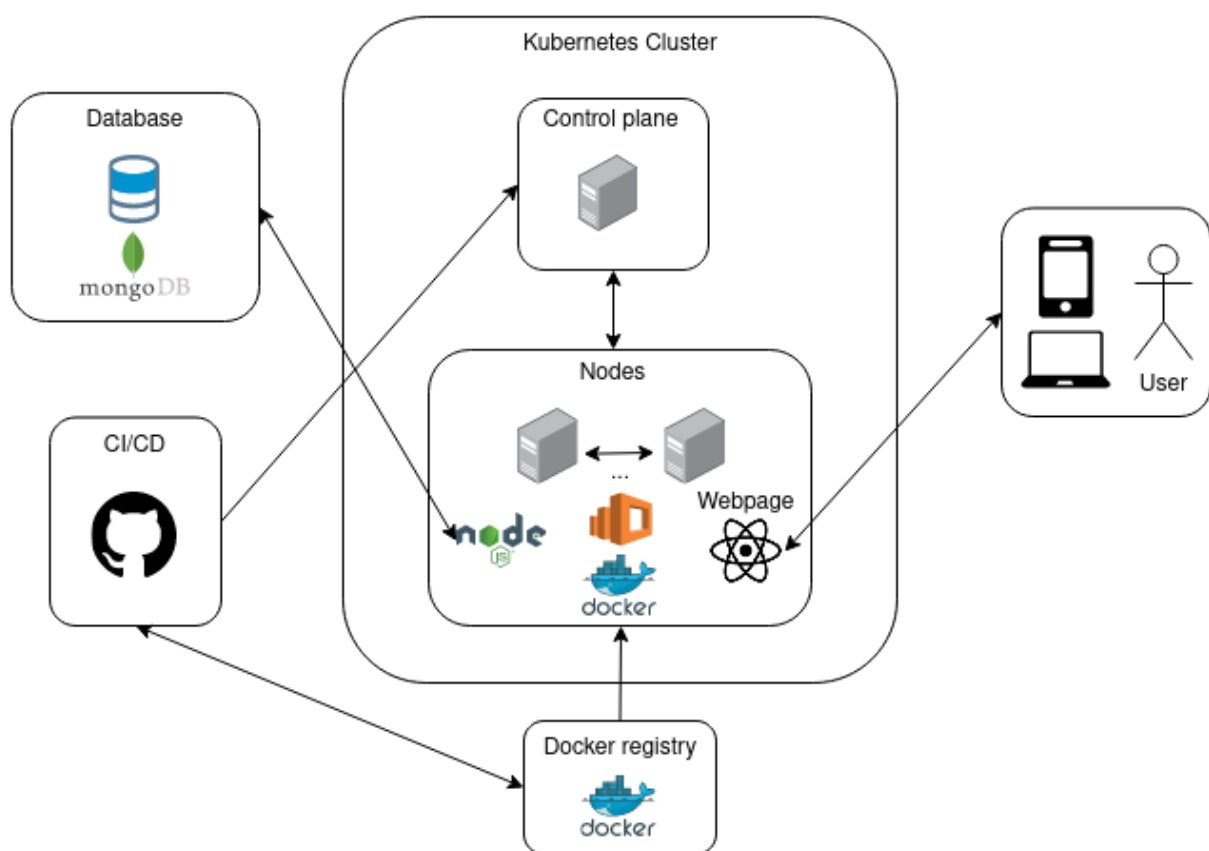 Kubernetes Cluster
Database
mongoDB
Control plane
User
Nodes
...
CI/CD
Webpage
node
JS
docker
Docker registry
docker